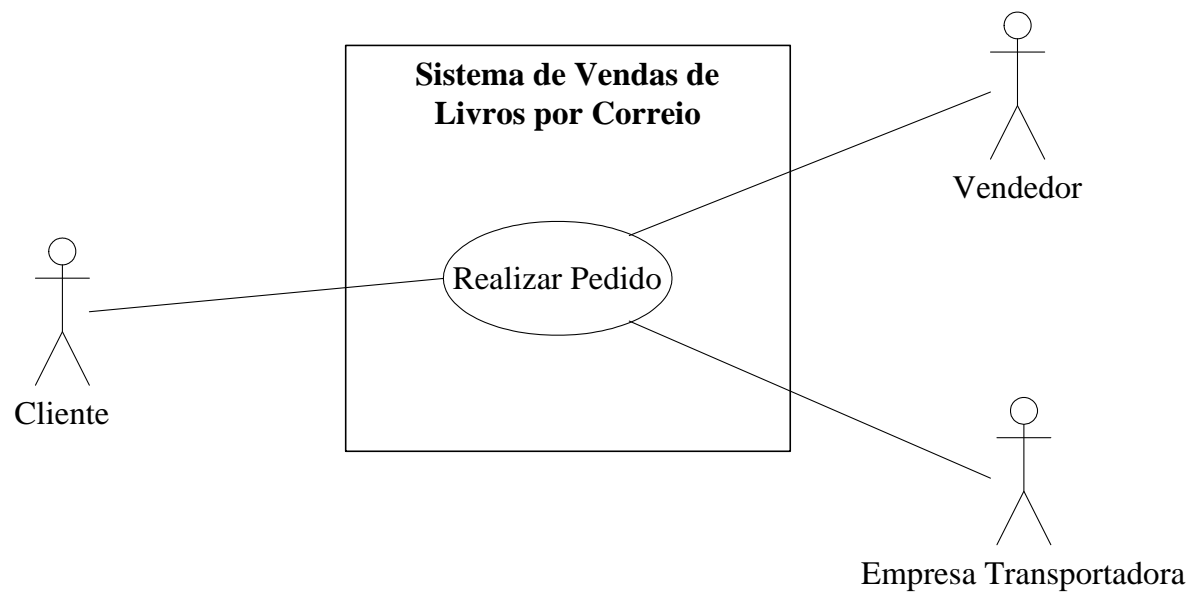 Sistema de Vendas de
Livros por Correio
Vendedor
Realizar Pedido
Cliente
Empresa Transportadora